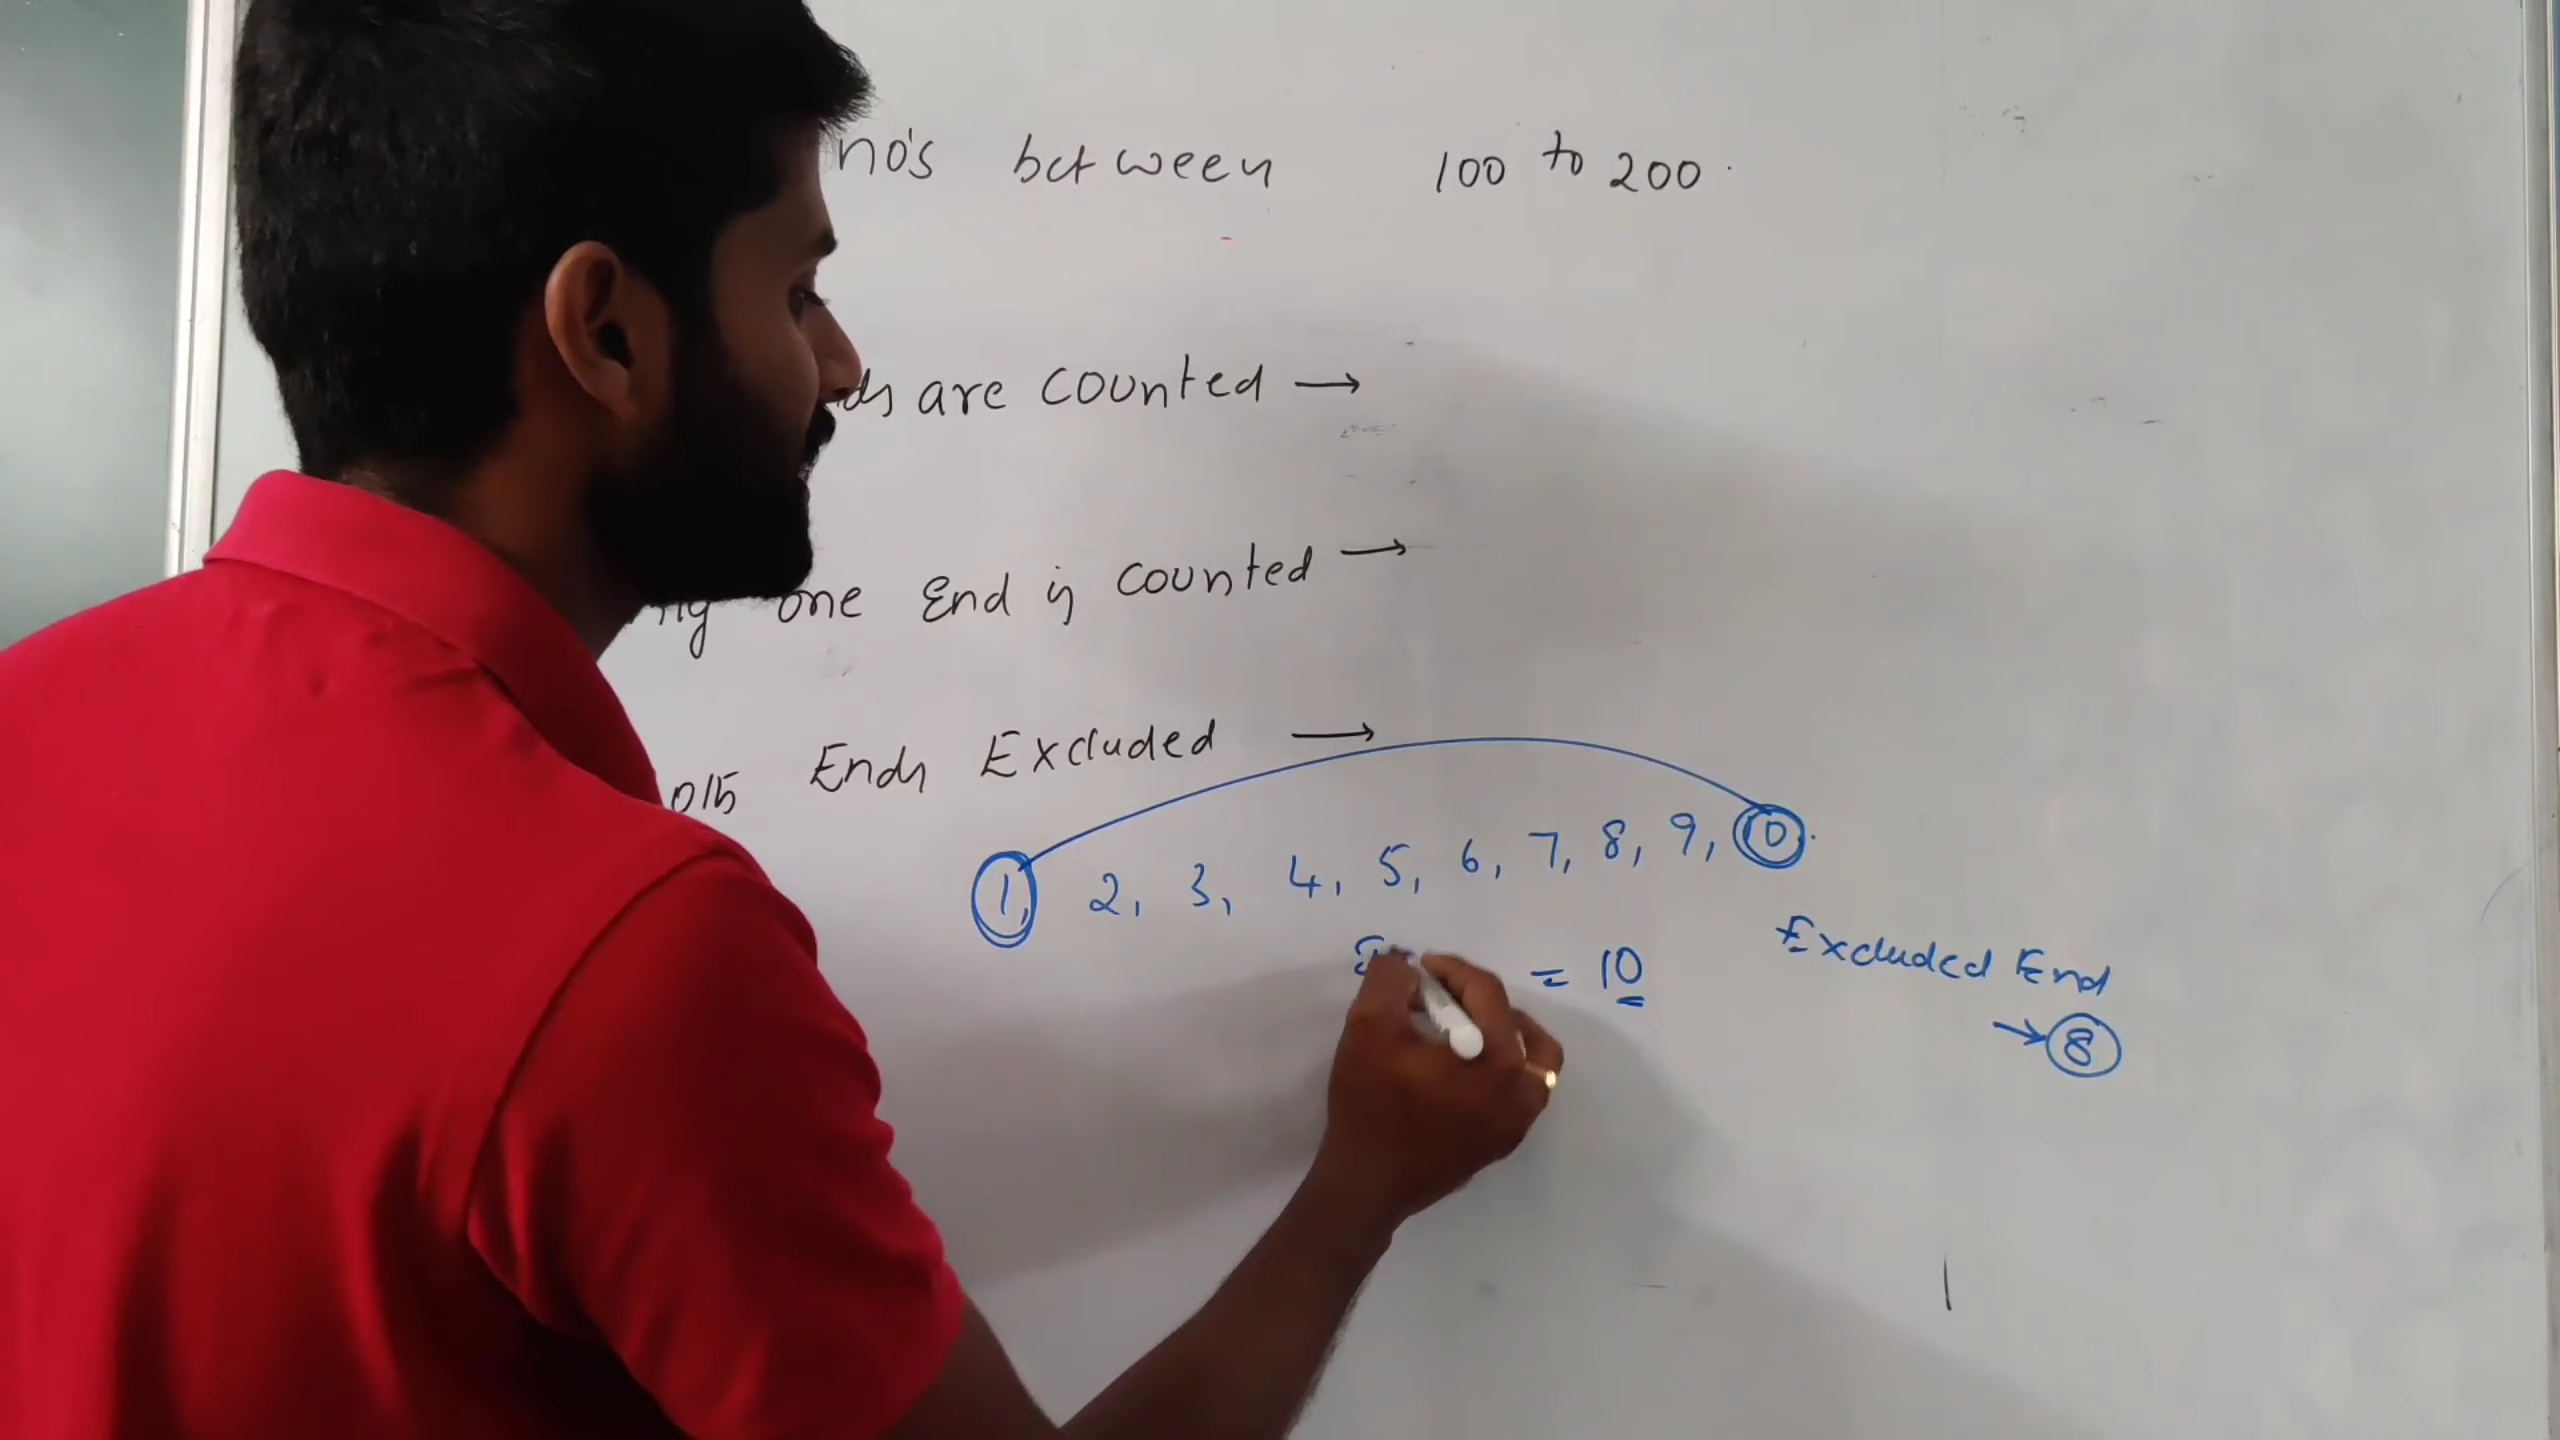 no's between 100 to 200.
are counted →
one End is counted →
Ends Excluded →
1, 2, 3, 4, 5, 6, 7, 8, 9, 10.
= 10
Excluded End
→ 8